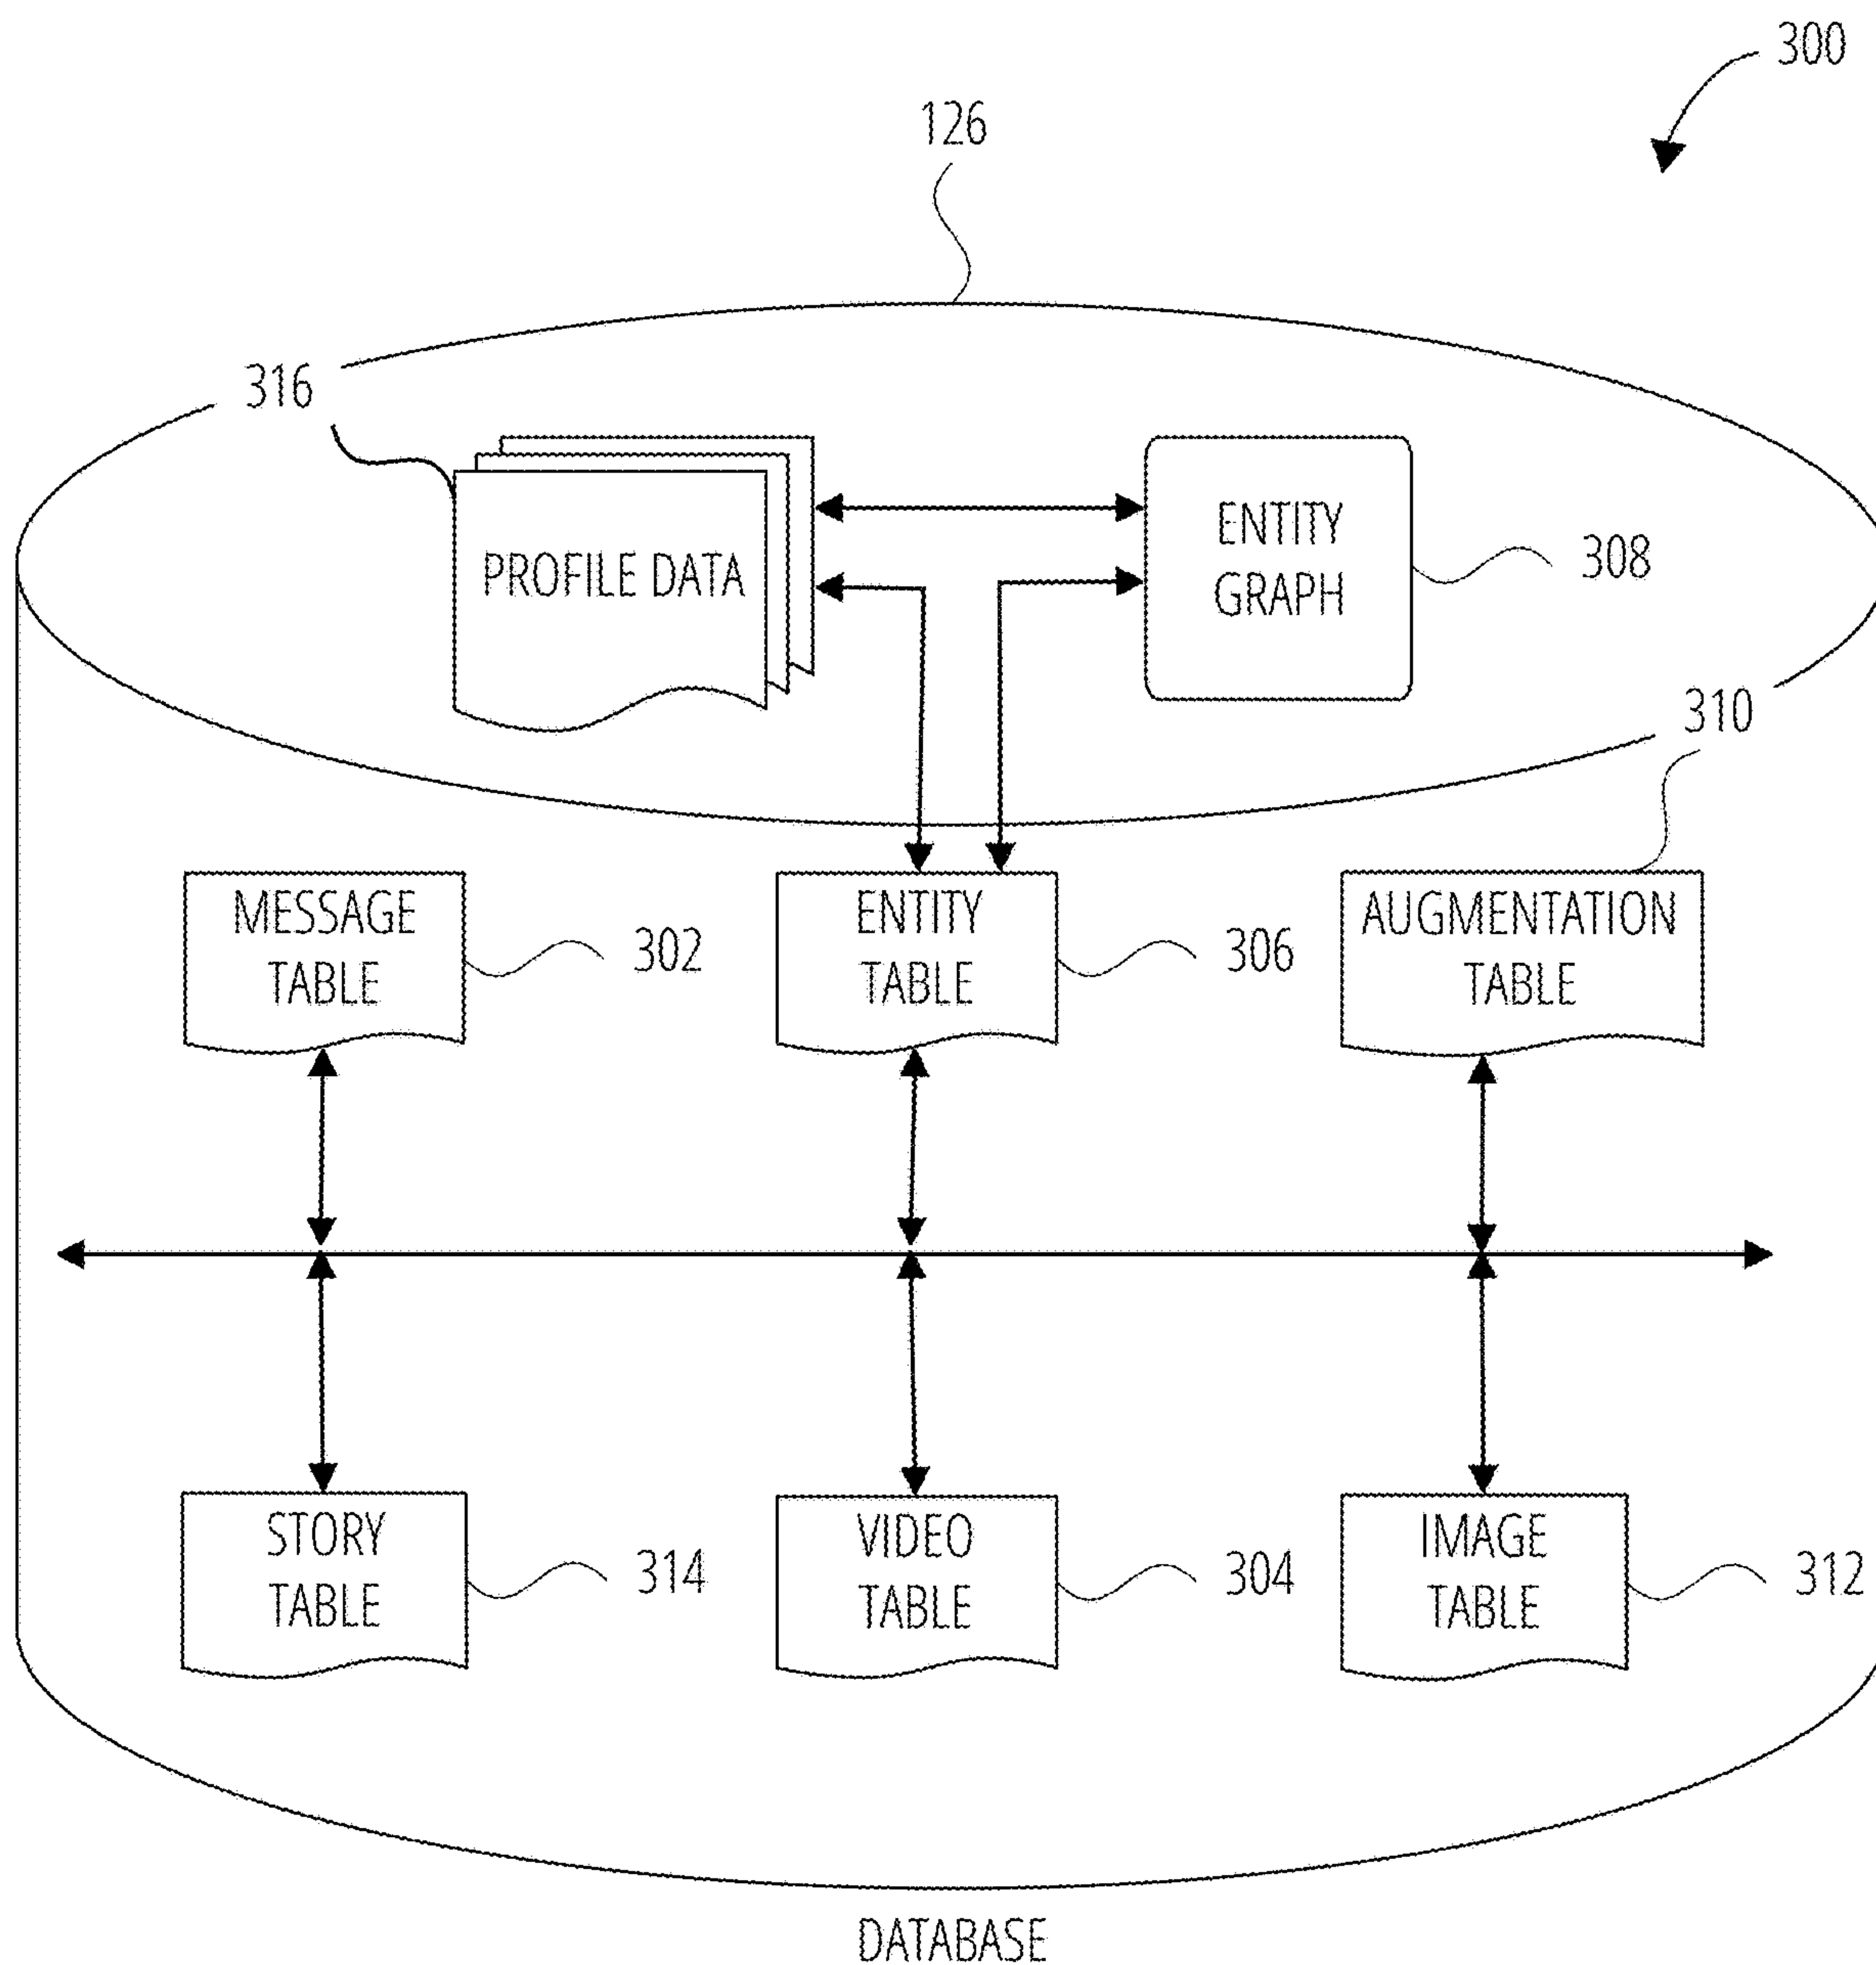 300
126
316
PROFILE DATA
ENTITY
GRAPH
308
310
MESSAGE
TABLE
302
ENTITY
TABLE
306
AUGMENTATION
TABLE
STORY
TABLE
314
VIDEO
TABLE
304
IMAGE
TABLE
312
DATABASE